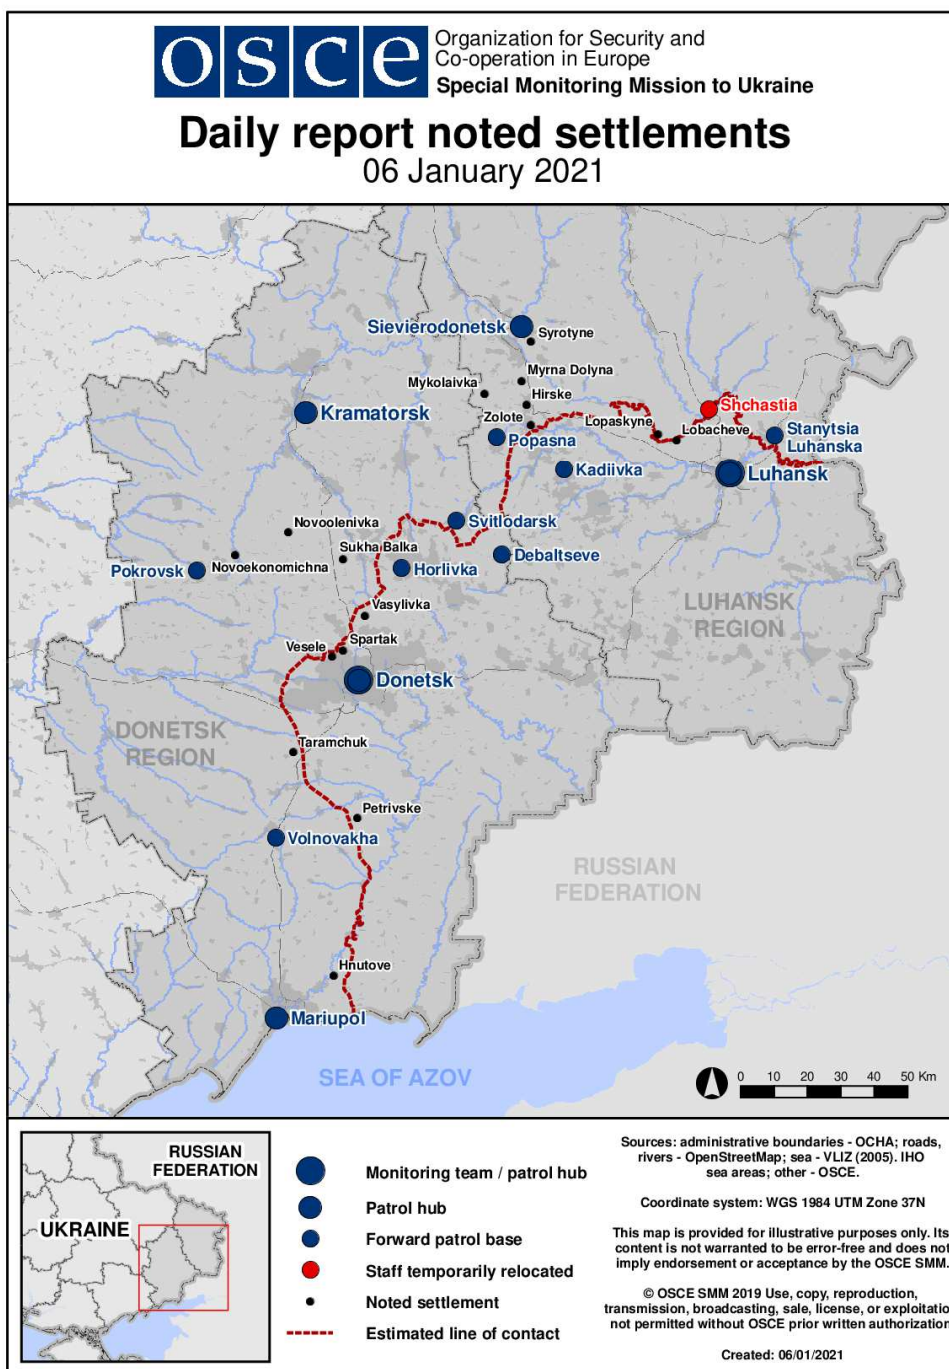 osce
Organization for Security and
Co-operation in Europe
Special Monitoring Mission to Ukraine
Daily report noted settlements
06 January 2021
Sievierodonetsk
Syrotyne
Myrna Dolyna
Mykolaivka
Hirske
Kramatorsk
Zolote
Lopaskyne
Shchastia
Lobacheve
Stanytsia
Luhanska
Popasna
Kadiivka
Luhansk
Svitlodarsk
Novoolenivka
Sukha Balka
Debaltseve
Pokrovsk
Novoekonomichna
Horlivka
LUHANSK
REGION
Vasylivka
Vesele
Spartak
Donetsk
DONETSK
REGION
Taramchuk
Petrivske
Volnovakha
RUSSIAN
FEDERATION
Hnutove
Mariupol
SEA OF AZOV
0 10 20 30 40 50 Km
RUSSIAN
FEDERATION
UKRAINE
Monitoring team / patrol hub
Patrol hub
Forward patrol base
Staff temporarily relocated
Noted settlement
Estimated line of contact
Sources: administrative boundaries - OCHA; roads,
rivers - OpenStreetMap; sea - VLIZ (2005). IHO
sea areas; other - OSCE.
Coordinate system: WGS 1984 UTM Zone 37N
This map is provided for illustrative purposes only. Its
content is not warranted to be error-free and does not
imply endorsement or acceptance by the OSCE SMM.
© OSCE SMM 2019 Use, copy, reproduction,
transmission, broadcasting, sale, license, or exploitatio
not permitted without OSCE prior written authorization
Created: 06/01/2021